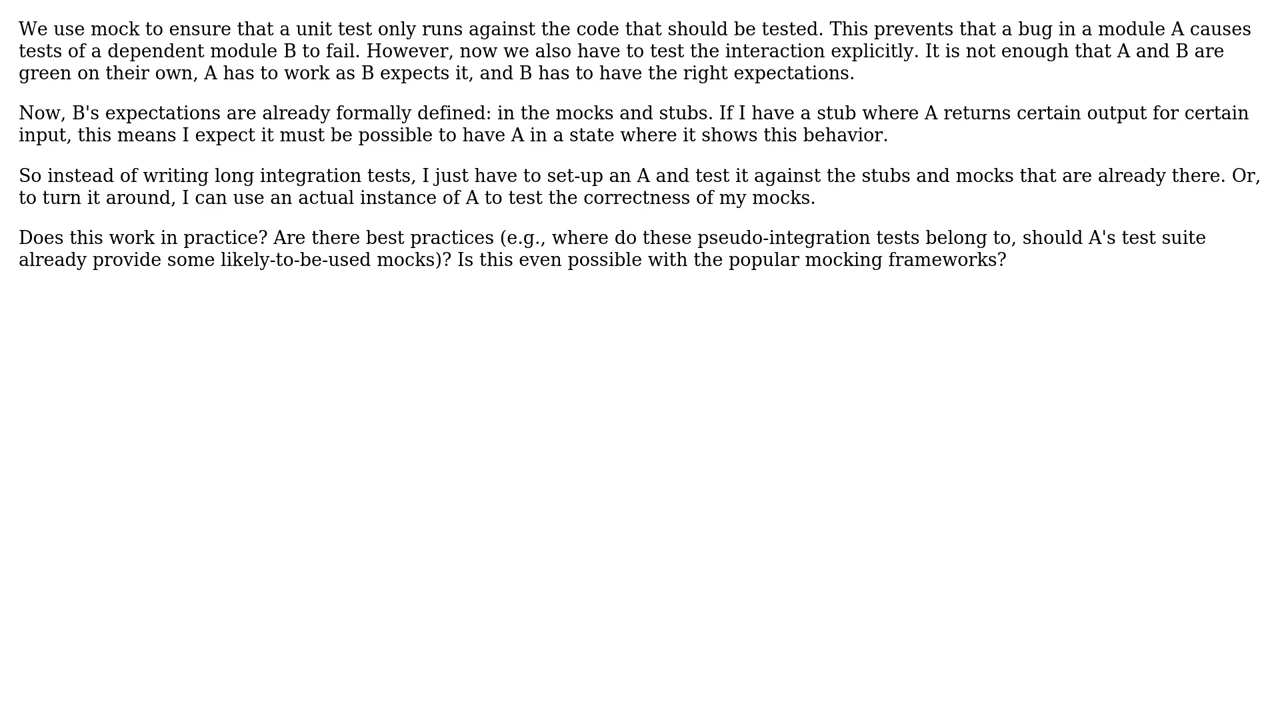 We use mock to ensure that a unit test only runs against the code that should be tested. This prevents that a bug in a module A causes
tests of a dependent module B to fail. However, now we also have to test the interaction explicitly. It is not enough that A and B are
green on their own, A has to work as B expects it, and B has to have the right expectations.
Now, B's expectations are already formally defined: in the mocks and stubs. If I have a stub where A returns certain output for certain
input, this means I expect it must be possible to have A in a state where it shows this behavior.
So instead of writing long integration tests, I just have to set-up an A and test it against the stubs and mocks that are already there. Or,
to turn it around, I can use an actual instance of A to test the correctness of my mocks.
Does this work in practice? Are there best practices (e.g., where do these pseudo-integration tests belong to, should A's test suite
already provide some likely-to-be-used mocks)? Is this even possible with the popular mocking frameworks?